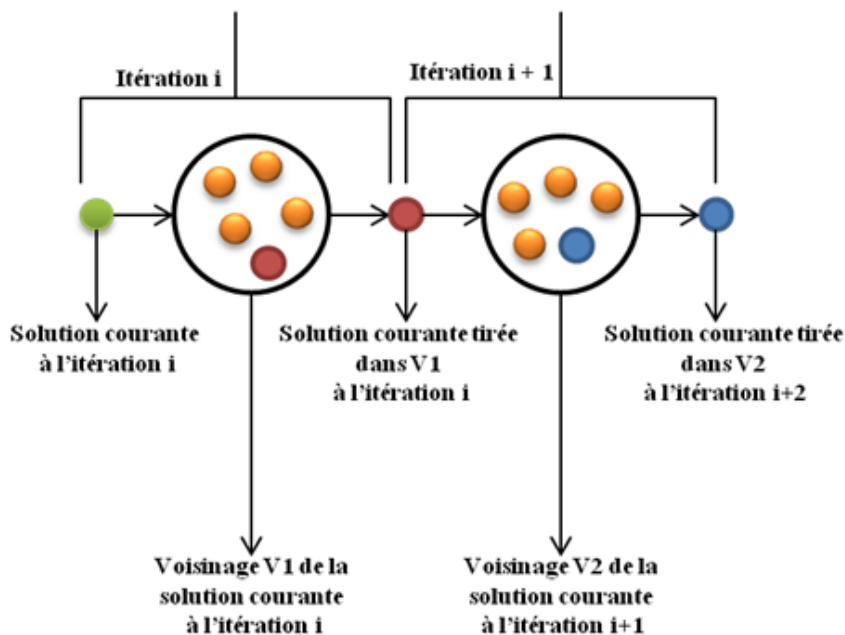 Itération i
Itération i + 1
Solution courante
à l'itération i
Solution courante tirée
dans V1
à l'itération i
Solution courante tirée
dans V2
à l'itération i+2
Voisinage V1 de la
solution courante
à l'itération i
Voisinage V2 de la
solution courante
à l'itération i+1